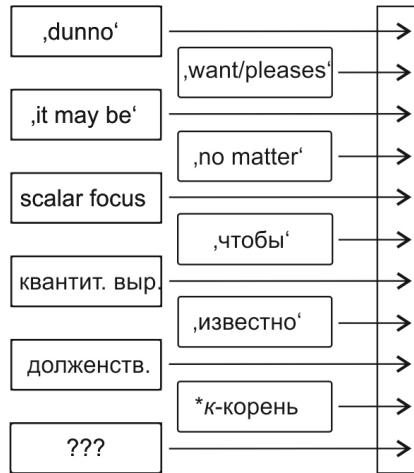 ‚dunno‘
‚want/pleases‘
‚it may be‘
‚no matter‘
scalar focus
‚чтобы‘
квантит. выр.
‚известно‘
долженств.
*к-корень
???